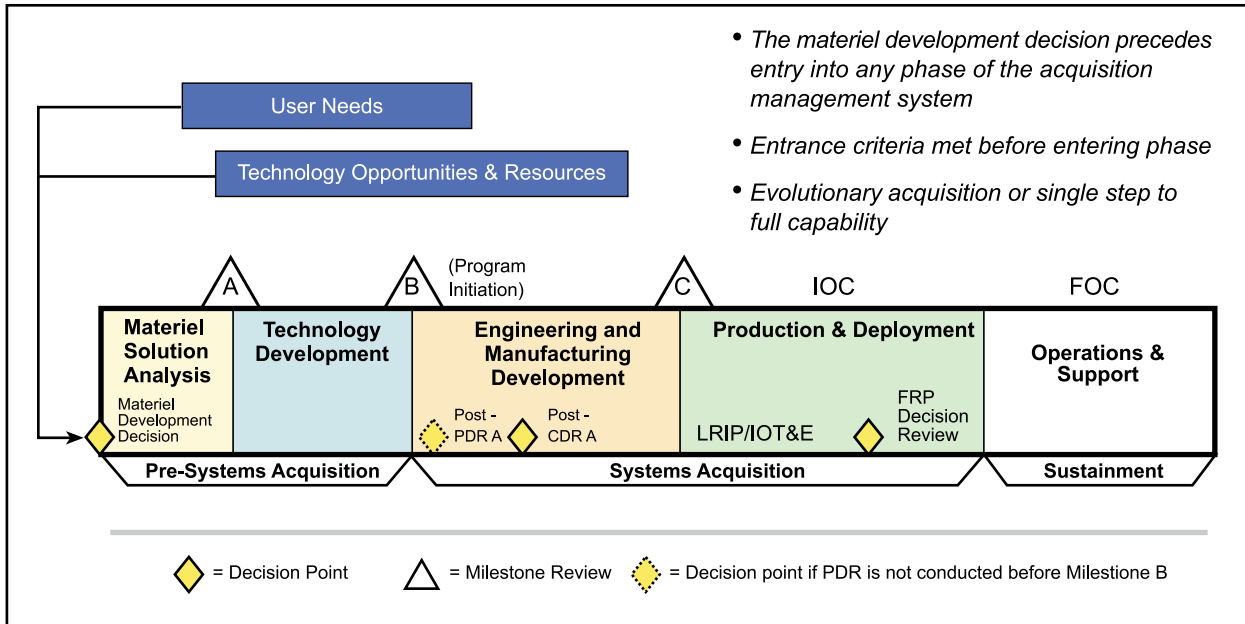 • The materiel development decision precedes
entry into any phase of the acquisition
management system
• Entrance criteria met before entering phase
• Evolutionary acquisition or single step to
full capability
User Needs
Technology Opportunities & Resources
A
B
(Program
Initiation)
C
IOC
FOC
Materiel
Solution
Analysis
Materiel
Development
Decision
Technology
Development
Engineering and
Manufacturing
Development
Post -
PDR A
Post -
CDR A
Production & Deployment
LRIP/IOT&E
FRP
Decision
Review
Operations &
Support
Pre-Systems Acquisition
Systems Acquisition
Sustainment
= Decision Point
= Milestone Review
= Decision point if PDR is not conducted before Milestone B